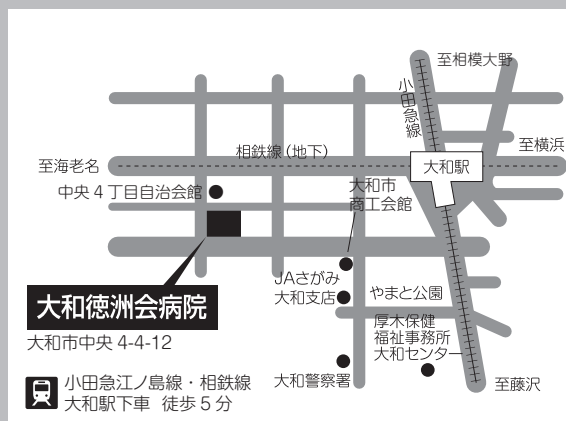 至相模大野
小田急線
至横浜
相鉄線（地下）
至海老名
大和駅
中央4丁目自治会館
大和市
商工会館
JAさがみ
大和支店
やまと公園
厚木保健
福祉事務所
大和センター
大和徳洲会病院
大和市中央 4-4-12
大和警察署
至藤沢
小田急江ノ島線・相鉄線
大和駅下車 徒歩5分